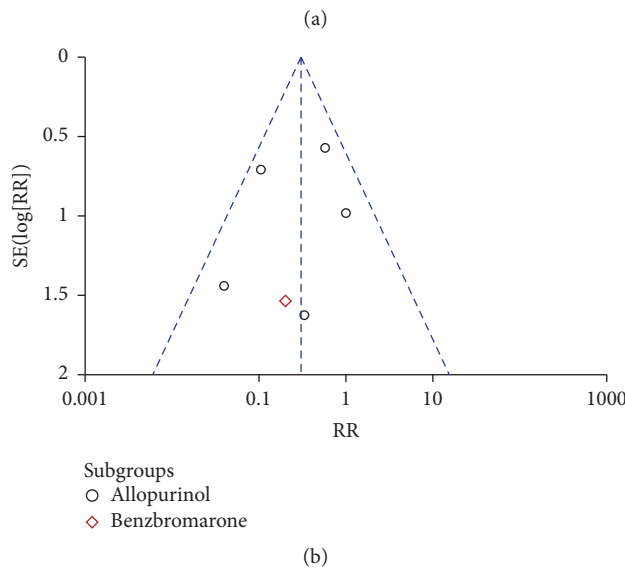 (a)
0
0.5
1
1.5
2
SE(log[RR])
0.001 0.1 1 10 1000
RR
Subgroups
Allopurinol
Benzbromarone
(b)